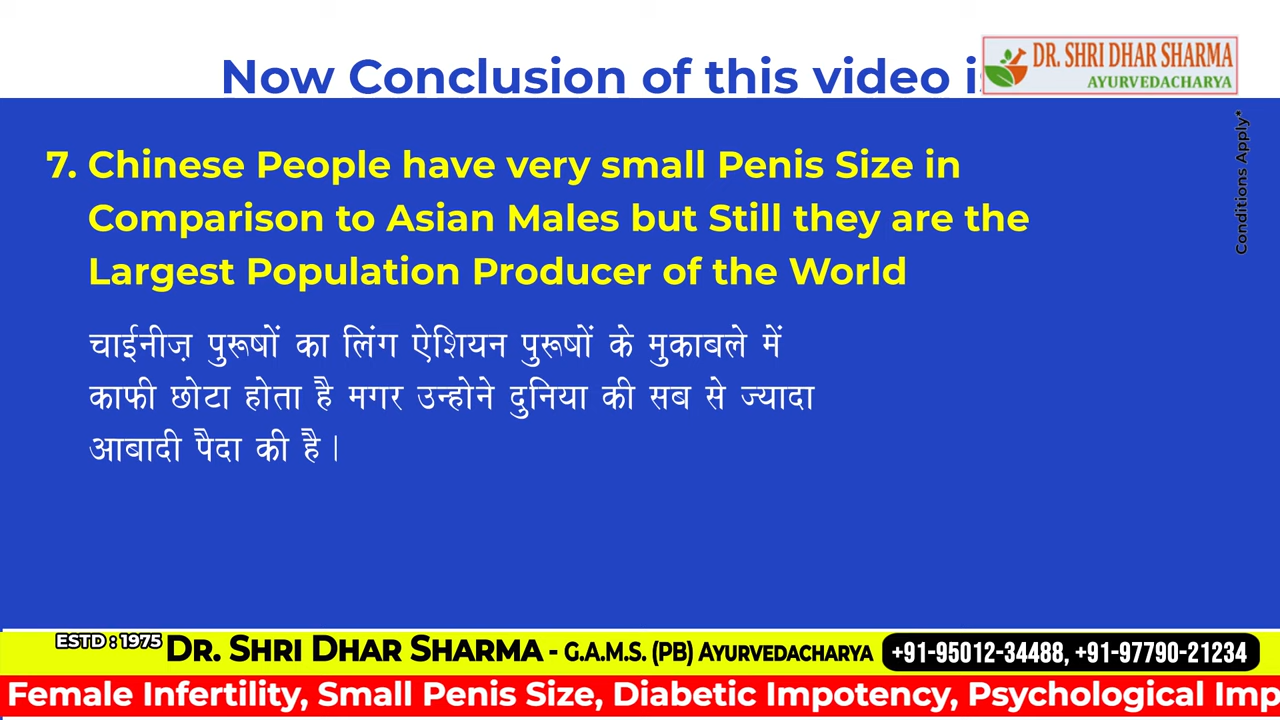 Now Conclusion of this video i
DR. SHRI DHAR SHARMA
AYURVEDACHARYA
Conditions Apply*
7. Chinese People have very small Penis Size in
Comparison to Asian Males but Still they are the
Largest Population Producer of the World
चाईनीज़ पुरूषों का लिंग ऐशियन पुरूषों के मुकाबले में
काफी छोटा होता है मगर उन्होने दुनिया की सब से ज्यादा
आबादी पैदा की है।
ESTD : 1975 DR. SHRI DHAR SHARMA - G.A.M.S. (PB) AYURVEDACHARYA +91-95012-34488, +91-97790-21234
Female Infertility, Small Penis Size, Diabetic Impotency, Psychological Imp